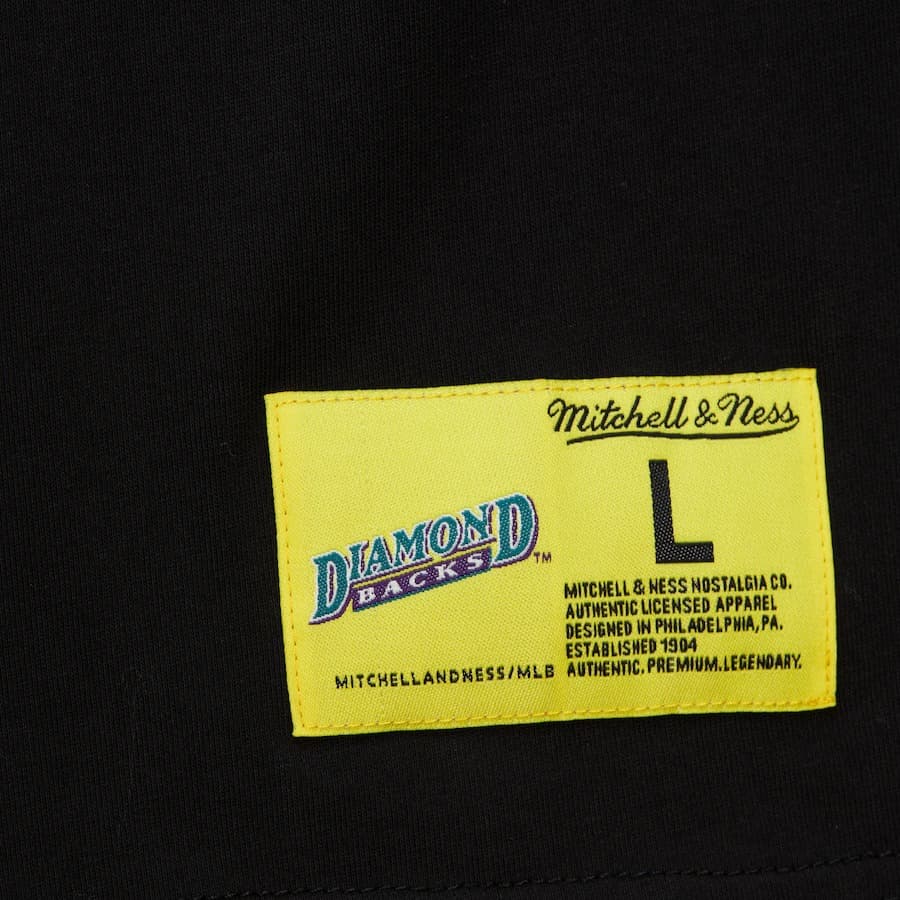 Mitchell & Ness
L
DIAMOND
BACKS
TM
MITCHELL & NESS NOSTALGIA CO.
AUTHENTIC LICENSED APPAREL
DESIGNED IN PHILADELPHIA, PA.
ESTABLISHED 1904
AUTHENTIC. PREMIUM. LEGENDARY.
MITCHELLANDNESS/MLB